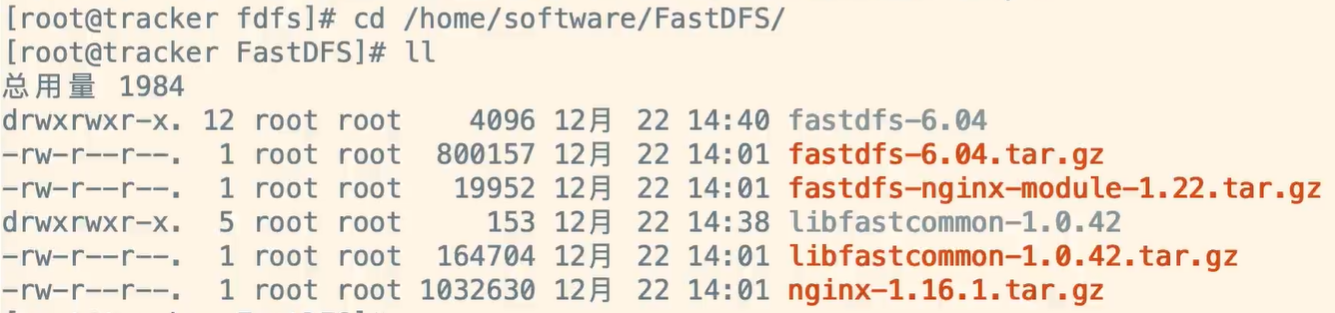 [root@tracker fdfs]# cd /home/software/FastDFS/
[root@tracker FastDFS]# ll
总用量 1984
drwxrwxr-x. 12 root root    4096 12月  22 14:40 fastdfs-6.04
-rw-r--r--.  1 root root  800157 12月  22 14:01 fastdfs-6.04.tar.gz
-rw-r--r--.  1 root root   19952 12月  22 14:01 fastdfs-nginx-module-1.22.tar.gz
drwxrwxr-x.  5 root root     153 12月  22 14:38 libfastcommon-1.0.42
-rw-r--r--.  1 root root  164704 12月  22 14:01 libfastcommon-1.0.42.tar.gz
-rw-r--r--.  1 root root 1032630 12月  22 14:01 nginx-1.16.1.tar.gz